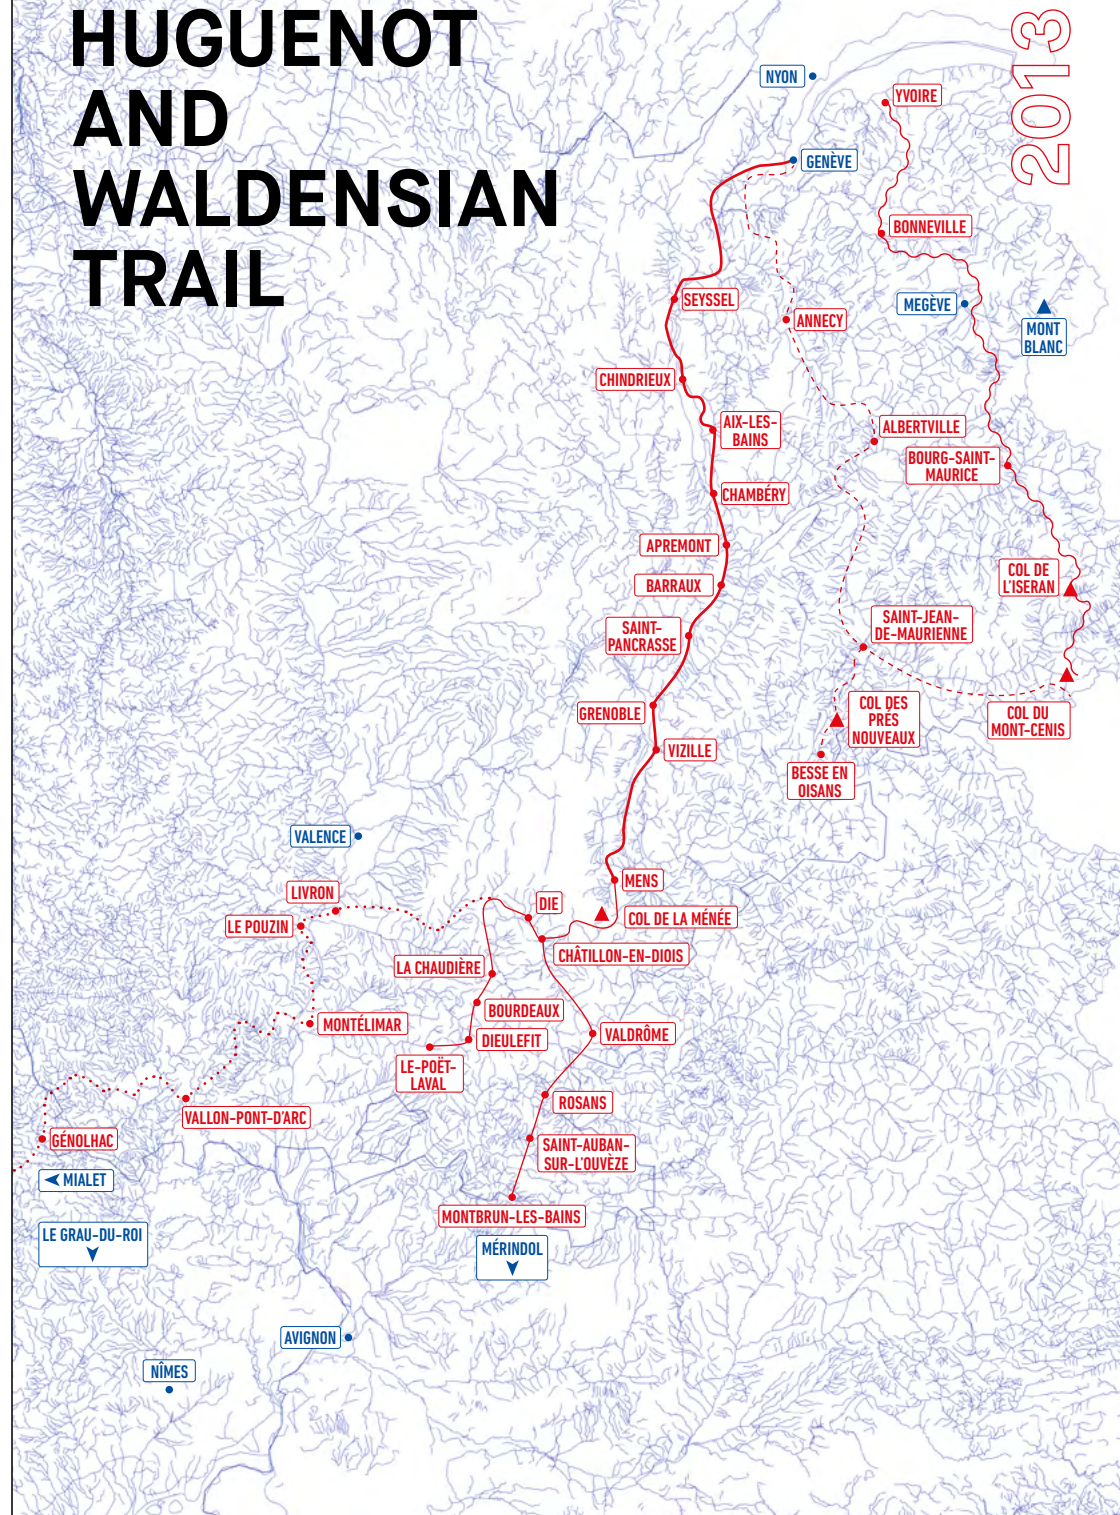 HUGUENOT
AND
WALDENSIAN
TRAIL
2013
NYON
YVOIRE
GENÈVE
BONNEVILLE
SEYSSEL
MEGÈVE
ANNECY
MONT
BLANC
CHINDRIEUX
AIX-LES-
BAINS
ALBERTVILLE
BOURG-SAINT-
MAURICE
CHAMBÉRY
APREMONT
COL DE
L'ISERAN
BARRAUX
SAINT-
PANCRASSE
SAINT-JEAN-
DE-MAURIENNE
GRENOBLE
COL DES
PRÉS
NOUVEAUX
COL DU
MONT-CENIS
VIZILLE
BESSE EN
OISANS
VALENCE
MENS
LIVRON
DIE
LE POUZIN
COL DE LA MÉNÉE
CHÂTILLON-EN-DIOIS
LA CHAUDIÈRE
BOURDEAUX
MONTÉLIMAR
DIEULEFIT
VALDRÔME
LE-POËT-
LAVAL
ROSANS
VALLON-PONT-D'ARC
GÉNOLHAC
SAINT-AUBAN-
SUR-L'OUVÈZE
MIALET
MONTBRUN-LES-BAINS
LE GRAU-DU-ROI
MÉRINDOL
AVIGNON
NÎMES